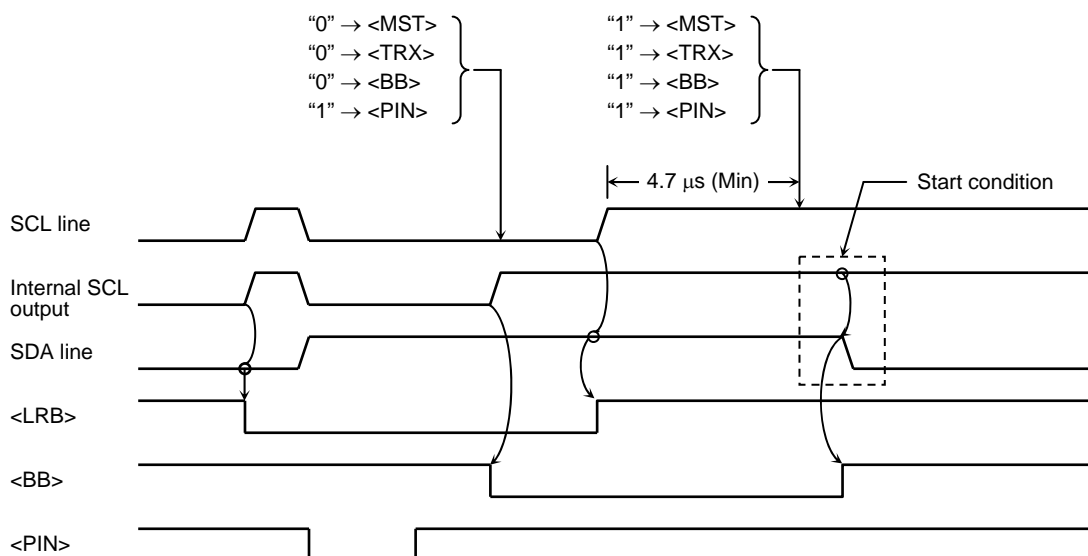 “0” → <MST>
“0” → <TRX>
“0” → <BB>
“1” → <PIN>
“1” → <MST>
“1” → <TRX>
“1” → <BB>
“1” → <PIN>
4.7 μs (Min)
Start condition
SCL line
Internal SCL
output
SDA line
<LRB>
<BB>
<PIN>